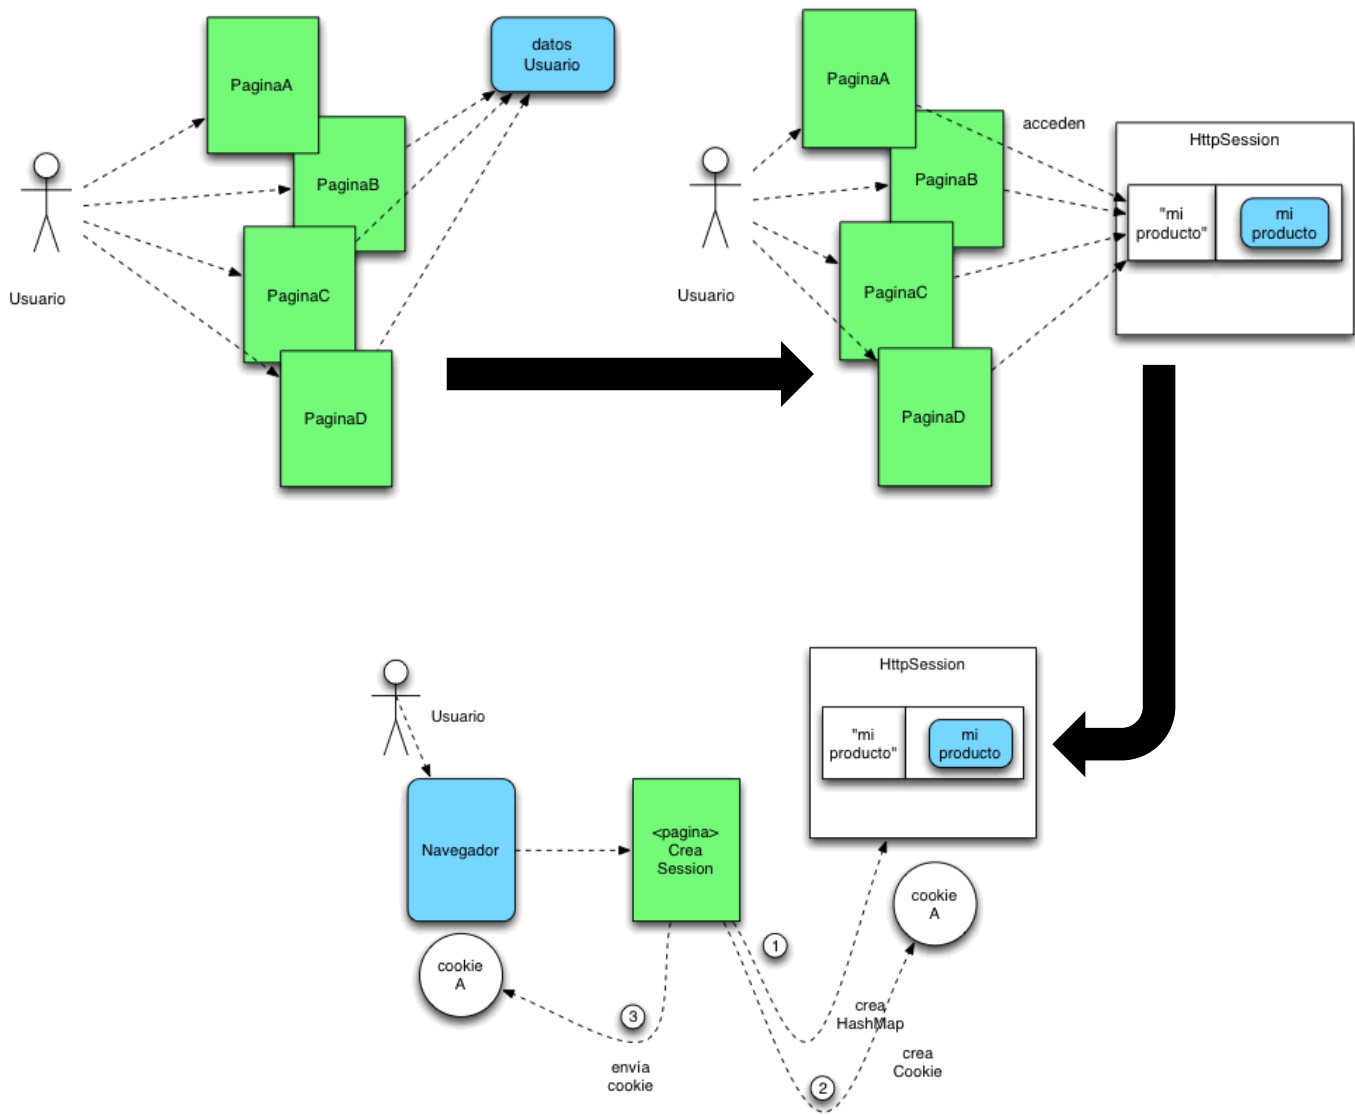 PaginaA
PaginaB
PaginaC
PaginaD
Usuario
datos
Usuario
PaginaA
PaginaB
PaginaC
PaginaD
Usuario
acceden
HttpSession
"mi
producto"
mi
producto
Usuario
Navegador
cookie
A
<pagina>
Crea
Session
HttpSession
"mi
producto"
mi
producto
cookie
A
1
crea
HashMap
crea
Cookie
2
3
envía
cookie